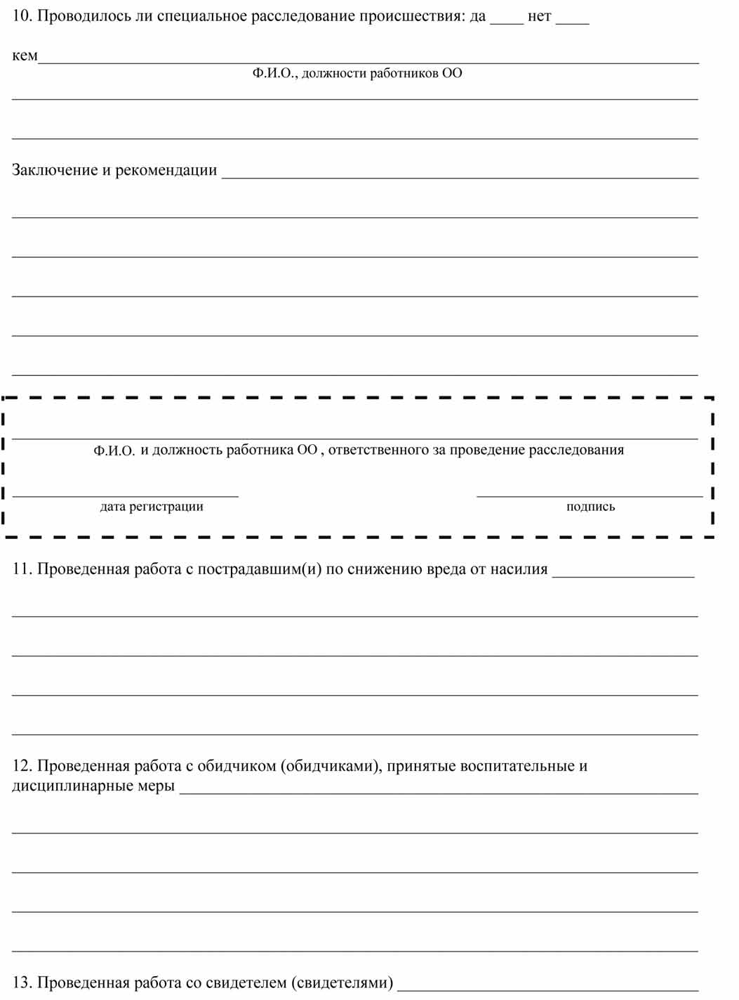 10. Проводилось ли специальное расследование происшествия: да ____ нет ____
кем
Ф.И.О., должности работников ОО
Заключение и рекомендации
Ф.И.О. и должность работника ОО , ответственного за проведение расследования
дата регистрации подпись
11. Проведенная работа с пострадавшим(и) по снижению вреда от насилия
12. Проведенная работа с обидчиком (обидчиками), принятые воспитательные и
дисциплинарные меры
13. Проведенная работа со свидетелем (свидетелями)